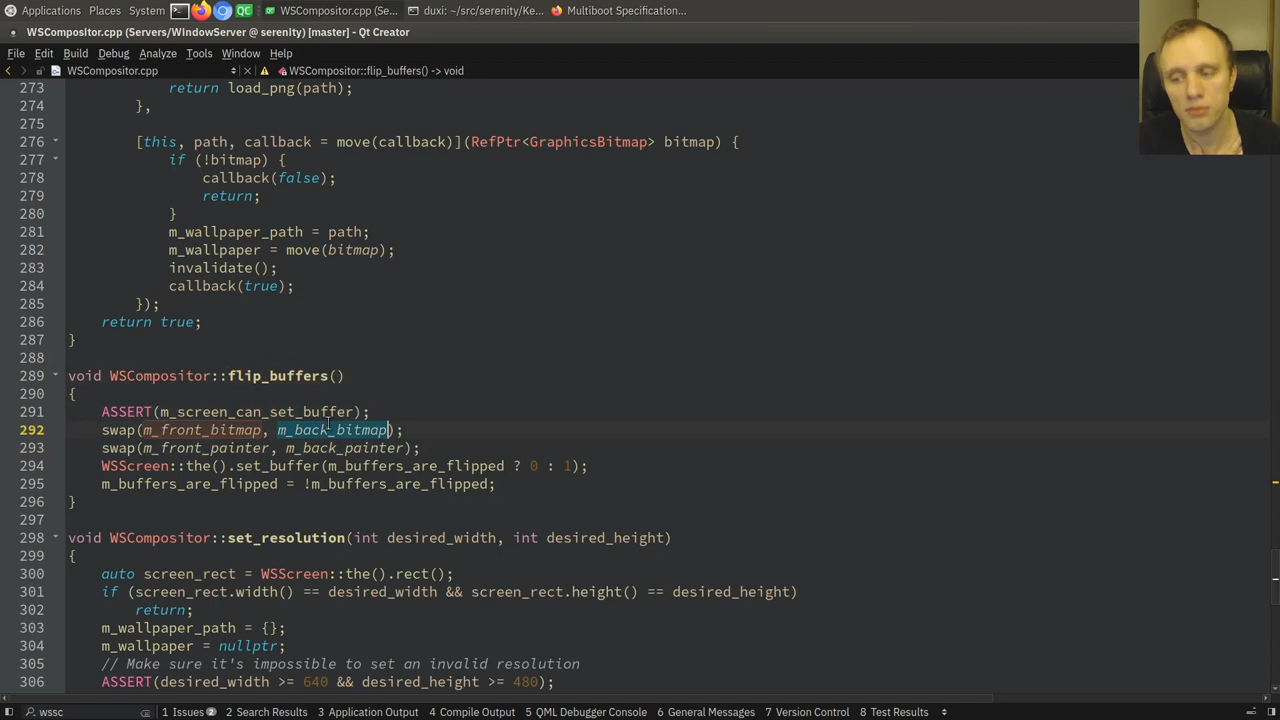 Applications Places System WSCompositor.cpp (Se... duxi: ~/src/serenity/Ke... Multiboot Specification...
WSCompositor.cpp (Servers/WindowServer @ serenity) [master] - Qt Creator
File Edit Build Debug Analyze Tools Window Help
WSCompositor.cpp WSCompositor::flip_buffers() -> void
273 return load_png(path);
274 },
275
276 [this, path, callback = move(callback)](RefPtr<GraphicsBitmap> bitmap) {
277 if (!bitmap) {
278 callback(false);
279 return;
280 }
281 m_wallpaper_path = path;
282 m_wallpaper = move(bitmap);
283 invalidate();
284 callback(true);
285 });
286 return true;
287 }
288
289 void WSCompositor::flip_buffers()
290 {
291 ASSERT(m_screen_can_set_buffer);
292 swap(m_front_bitmap, m_back_bitmap);
293 swap(m_front_painter, m_back_painter);
294 WSScreen::the().set_buffer(m_buffers_are_flipped ? 0 : 1);
295 m_buffers_are_flipped = !m_buffers_are_flipped;
296 }
297
298 void WSCompositor::set_resolution(int desired_width, int desired_height)
299 {
300 auto screen_rect = WSScreen::the().rect();
301 if (screen_rect.width() == desired_width && screen_rect.height() == desired_height)
302 return;
303 m_wallpaper_path = {};
304 m_wallpaper = nullptr;
305 // Make sure it's impossible to set an invalid resolution
306 ASSERT(desired_width >= 640 && desired_height >= 480);
wssc 1 Issues 2 2 Search Results 3 Application Output 4 Compile Output 5 QML Debugger Console 6 General Messages 7 Version Control 8 Test Results